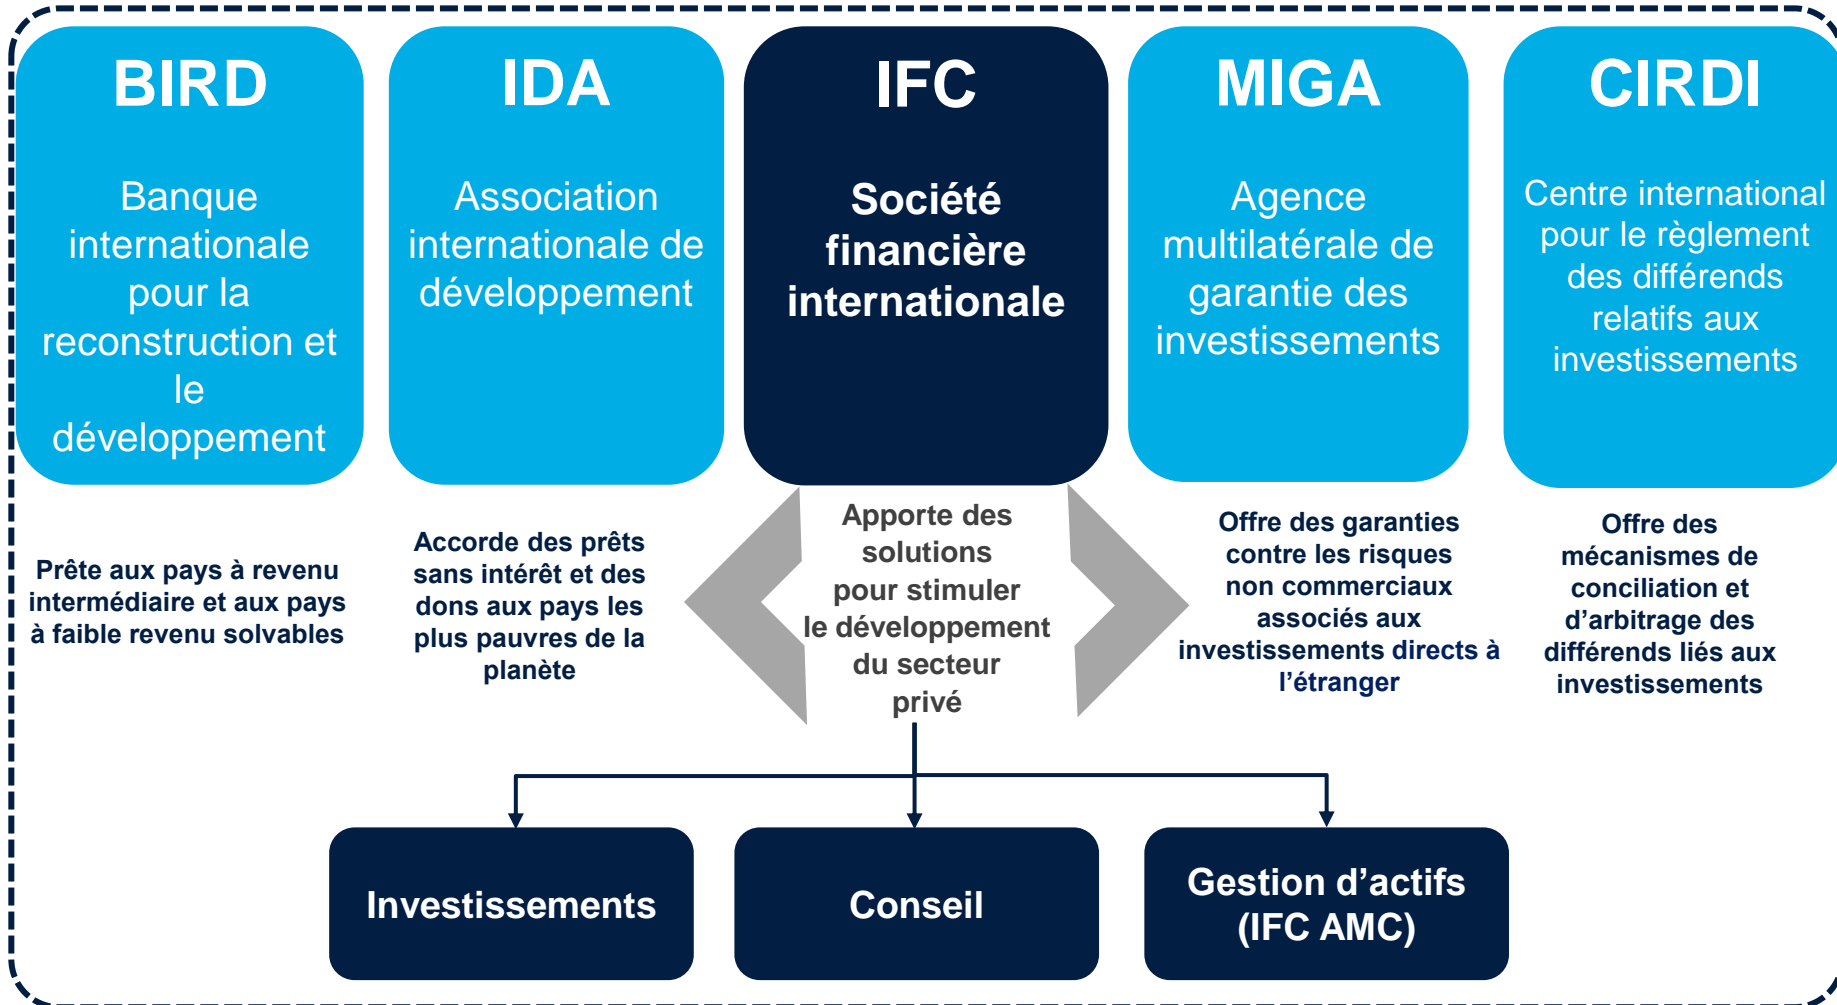 BIRD
Banque
internationale
pour la
reconstruction et
le
développement
Prête aux pays à revenu
intermédiaire et aux pays
à faible revenu solvables
IDA
Association
internationale de
développement
Accorde des prêts
sans intérêt et des
dons aux pays les
plus pauvres de la
planète
IFC
Société
financière
internationale
Apporte des
solutions
pour stimuler
le développement
du secteur
privé
MIGA
Agence
multilatérale de
garantie des
investissements
Offre des garanties
contre les risques
non commerciaux
associés aux
investissements directs à
l’étranger
CIRDI
Centre international
pour le règlement
des différends
relatifs aux
investissements
Offre des
mécanismes de
conciliation et
d’arbitrage des
différends liés aux
investissements
Investissements
Conseil
Gestion d’actifs
(IFC AMC)